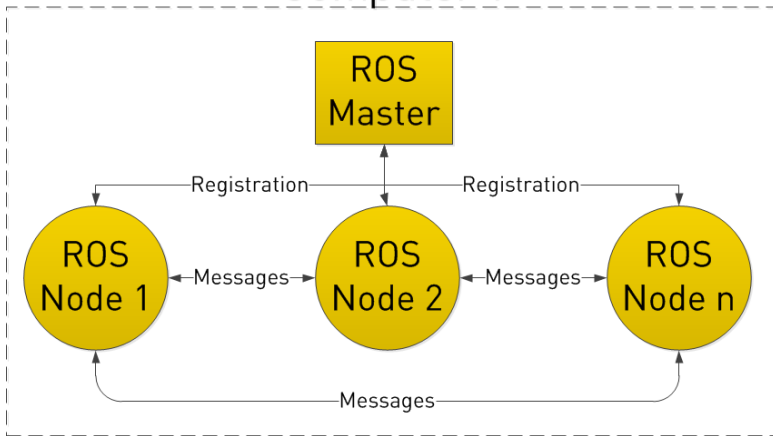 ROS
Master
Registration
Registration
ROS
Node 1
Messages
ROS
Node 2
Messages
ROS
Node n
Messages